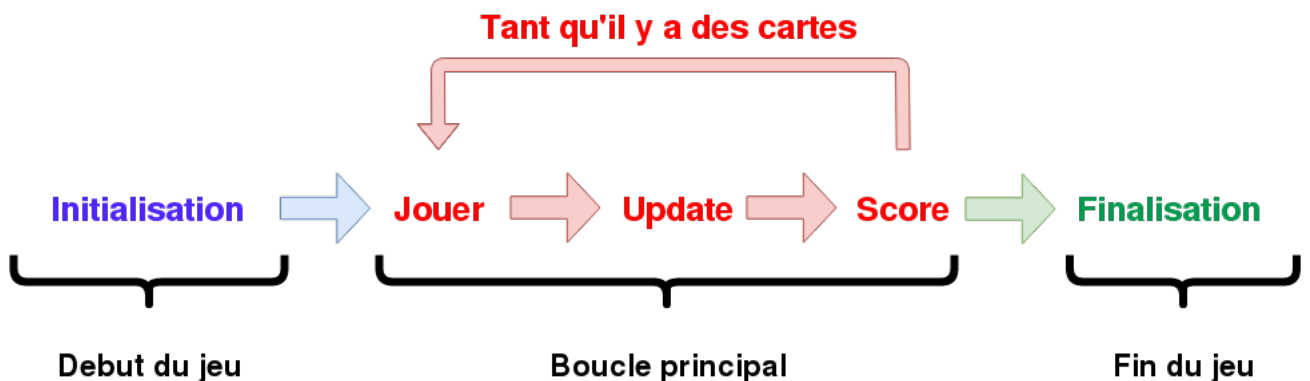 Tant qu'il y a des cartes
Initialisation Jouer Update Score Finalisation
Debut du jeu Boucle principal Fin du jeu